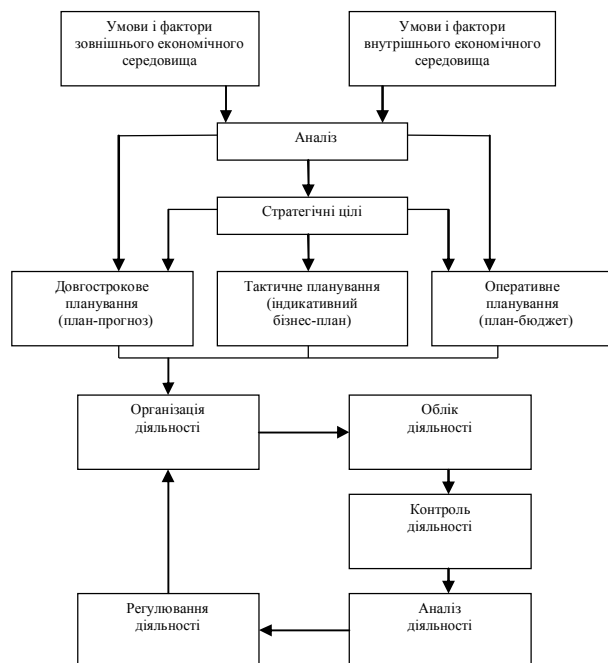 Умови і фактори
зовнішнього економічного
середовища
Умови і фактори
внутрішнього економічного
середовища
Аналіз
Стратегічні цілі
Довгострокове
планування
(план-прогноз)
Тактичне планування
(індикативний
бізнес-план)
Оперативне
планування
(план-бюджет)
Організація
діяльності
Облік
діяльності
Контроль
діяльності
Регулювання
діяльності
Аналіз
діяльності